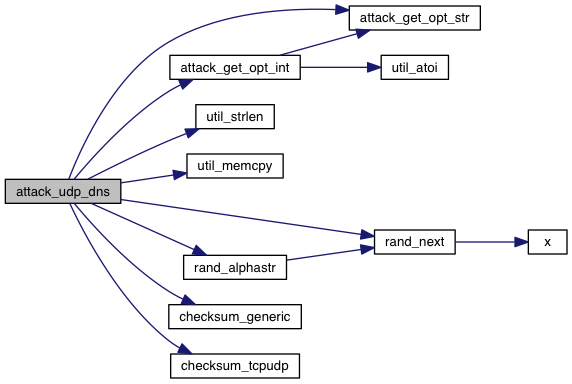 attack_get_opt_str
attack_get_opt_int
util_atoi
util_strlen
util_memcpy
attack_udp_dns
rand_next
x
rand_alphastr
checksum_generic
checksum_tcpudp